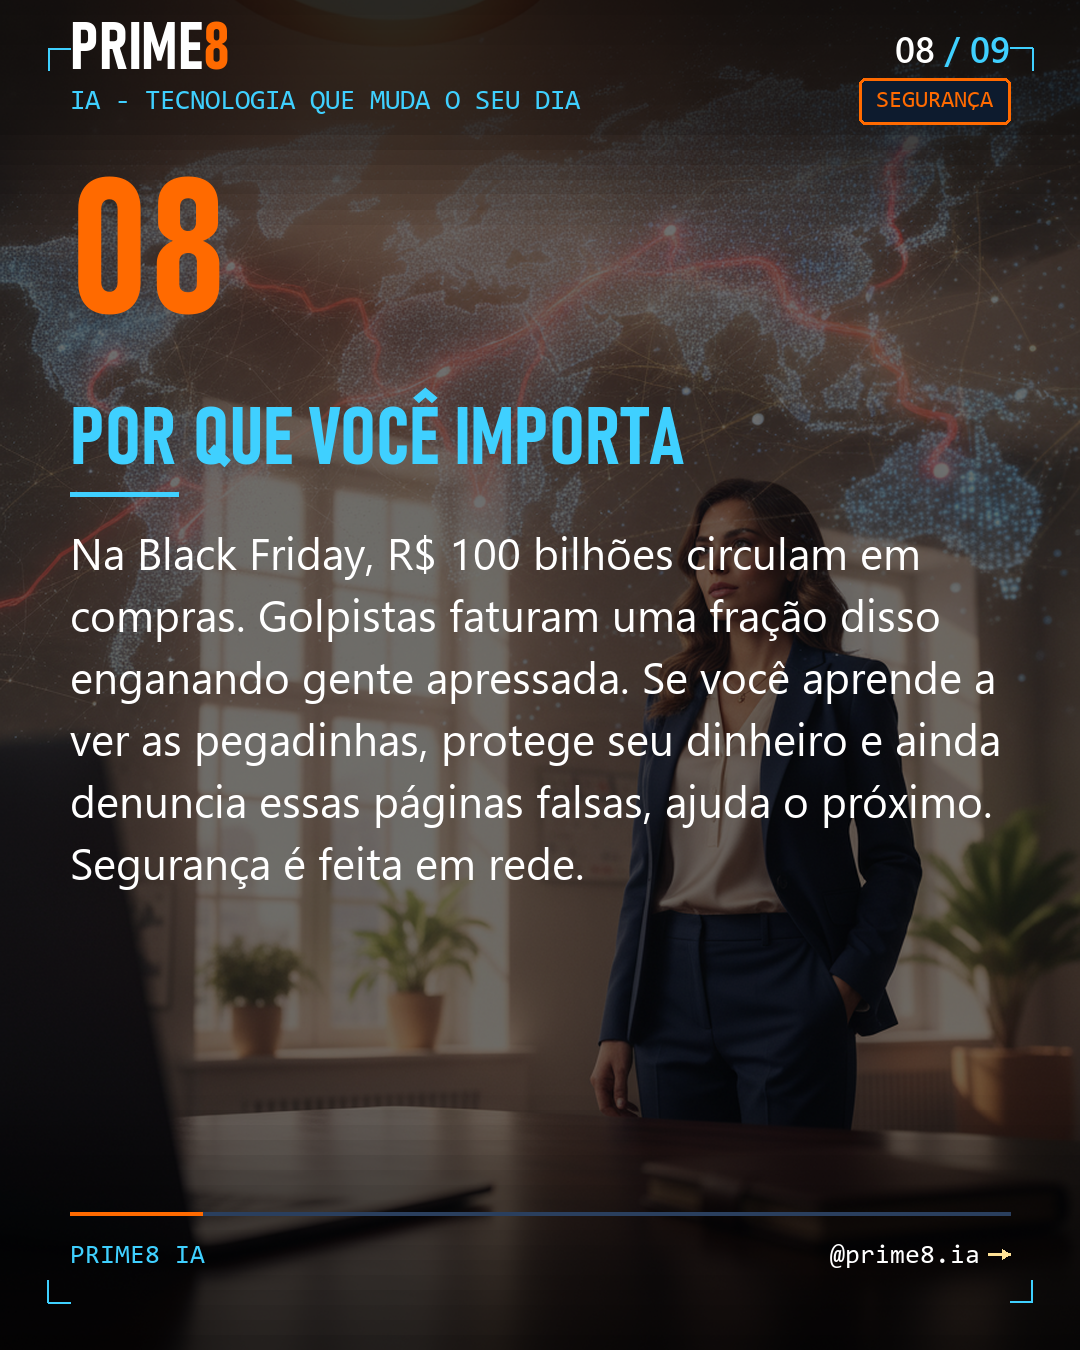 PRIME8
08 / 09
IA - TECNOLOGIA QUE MUDA O SEU DIA
SEGURANÇA
08
POR QUE VOCÊ IMPORTA
Na Black Friday, R$ 100 bilhões circulam em
compras. Golpistas faturam uma fração disso
enganando gente apressada. Se você aprende a
ver as pegadinhas, protege seu dinheiro e ainda
denuncia essas páginas falsas, ajuda o próximo.
Segurança é feita em rede.
PRIME8 IA
@prime8.ia